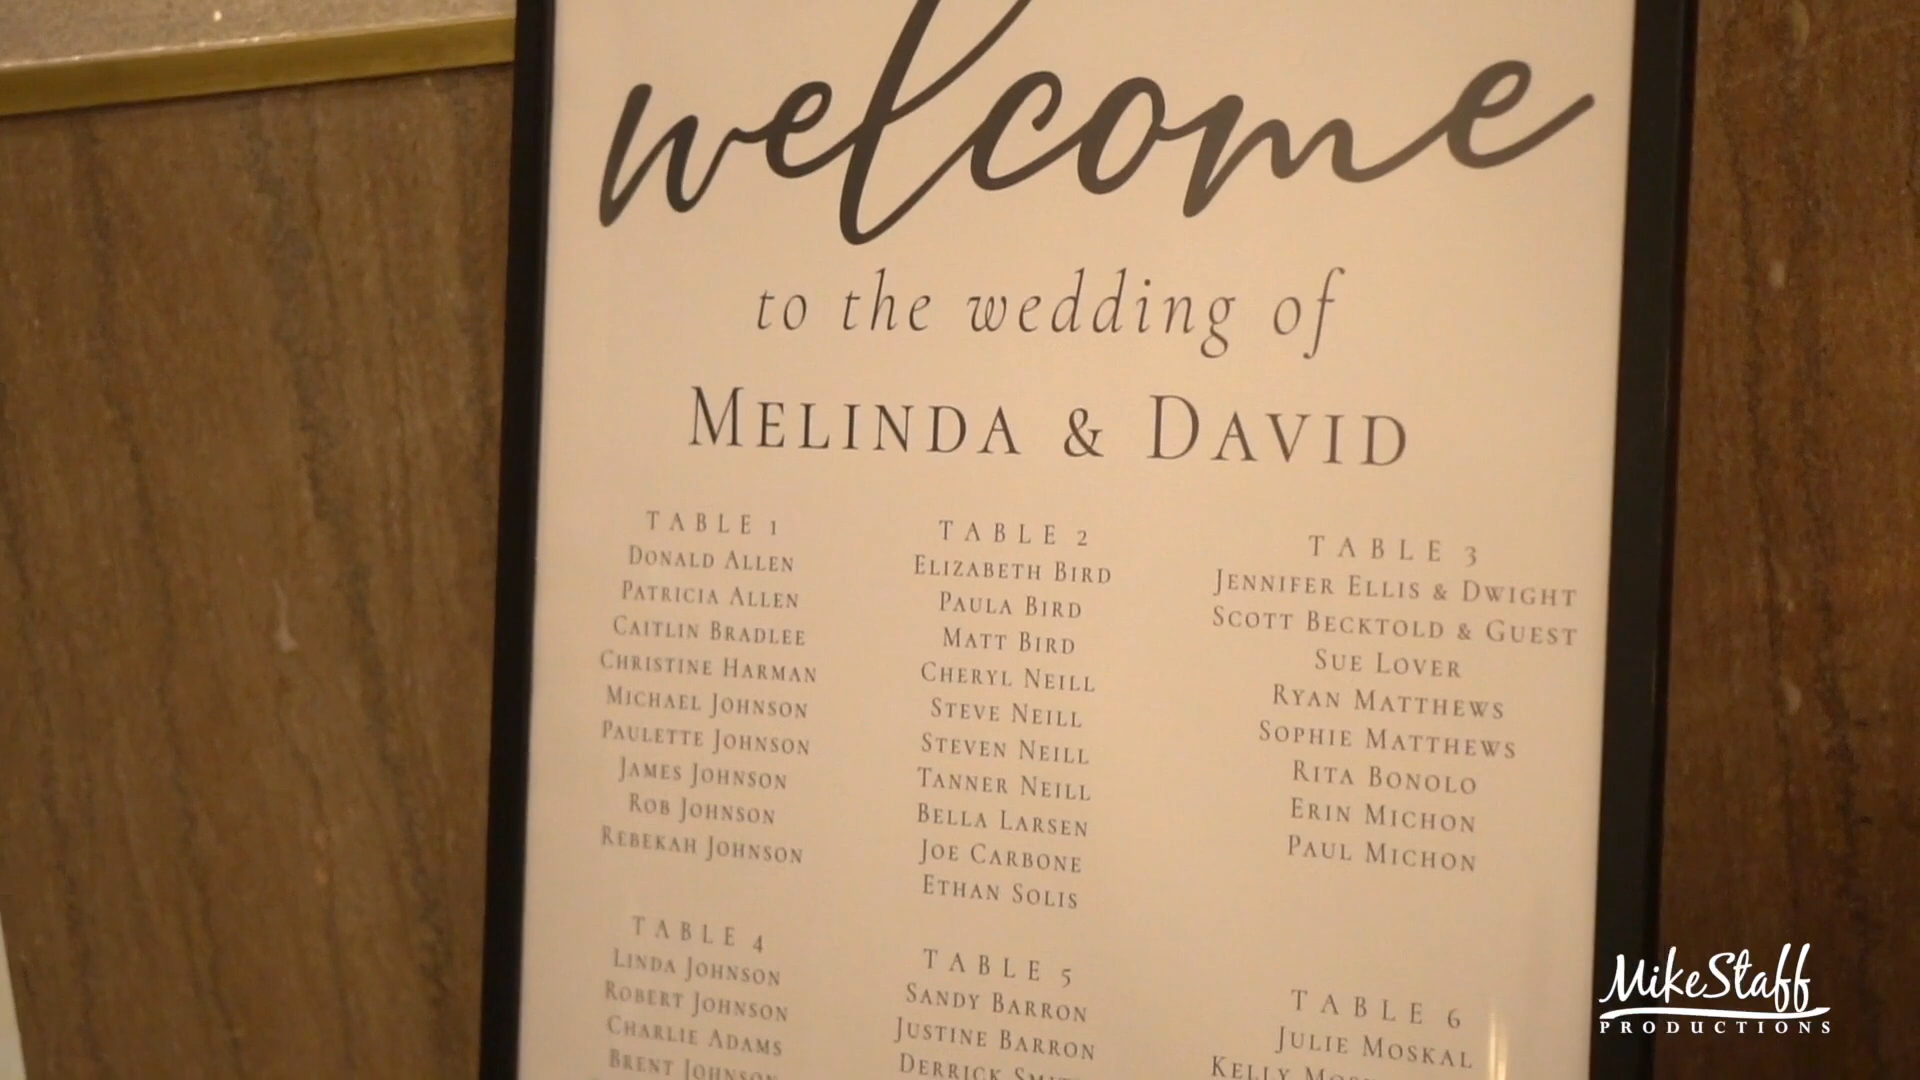 welcome
to the wedding of
MELINDA & DAVID
TABLE 1
DONALD ALLEN
PATRICIA ALLEN
CAITLIN BRADLEE
CHRISTINE HARMAN
MICHAEL JOHNSON
PAULETTE JOHNSON
JAMES JOHNSON
ROB JOHNSON
REBEKAH JOHNSON
TABLE 2
ELIZABETH BIRD
PAULA BIRD
MATT BIRD
CHERYL NEILL
STEVE NEILL
STEVEN NEILL
TANNER NEILL
BELLA LARSEN
JOE CARBONE
ETHAN SOLIS
TABLE 3
JENNIFER ELLIS & DWIGHT
SCOTT BECKTOLD & GUEST
SUE LOVER
RYAN MATTHEWS
SOPHIE MATTHEWS
RITA BONOLO
ERIN MICHON
PAUL MICHON
TABLE 4
LINDA JOHNSON
ROBERT JOHNSON
CHARLIE ADAMS
BRENT JOHNSON
TABLE 5
SANDY BARRON
JUSTINE BARRON
DERRICK
TABLE 6
JULIE MOSKAL
KELLY
MikeStaff
PRODUCTIONS